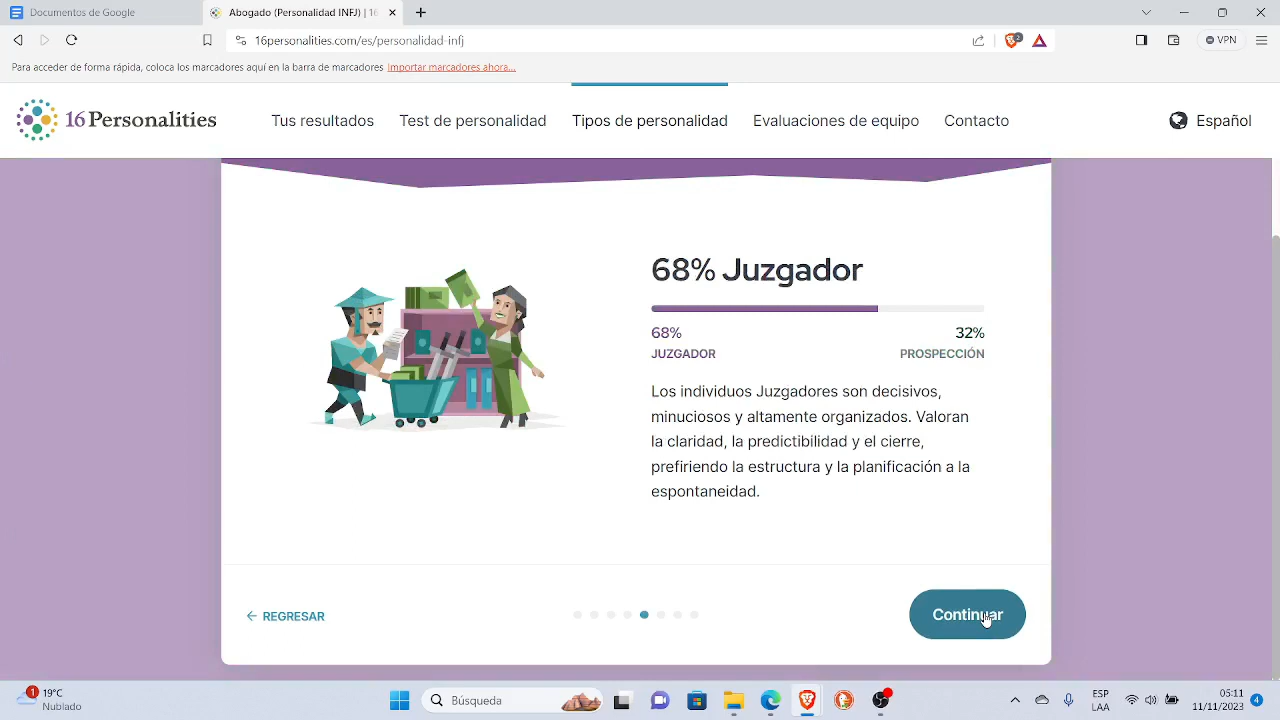 Documentos de Google
Abogado (Personalidad INFJ) | 16
16personalities.com/es/personalidad-infj
2
VPN
Para acceder de forma rápida, coloca los marcadores aquí en la barra de marcadores Importar marcadores ahora...
16Personalities
Tus resultados
Test de personalidad
Tipos de personalidad
Evaluaciones de equipo
Contacto
Español
68% Juzgador
68% 32%
JUZGADOR PROSPECCIÓN
Los individuos Juzgadores son decisivos,
minuciosos y altamente organizados. Valoran
la claridad, la predictibilidad y el cierre,
prefiriendo la estructura y la planificación a la
espontaneidad.
REGRESAR
Continuar
1
19°C
Nublado
Búsqueda
ESP
LAA
05:11
11/11/2023
4